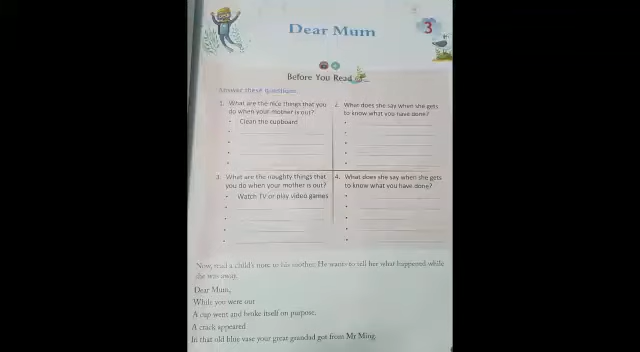 Dear Mum
3
Before You Read
Answer these questions.
1. What are the nice things that you do when your mother is out?
• Clean the cupboard
2. What does she say when she gets to know what you have done?
3. What are the naughty things that you do when your mother is out?
• Watch TV or play video games
4. What does she say when she gets to know what you have done?
Now, read a child's note to his mother. He wants to tell her what happened while
she was away.
Dear Mum,
While you were out
A cup went and broke itself on purpose.
A crack appeared
In that old blue vase your great grandad got from Mr Ming.